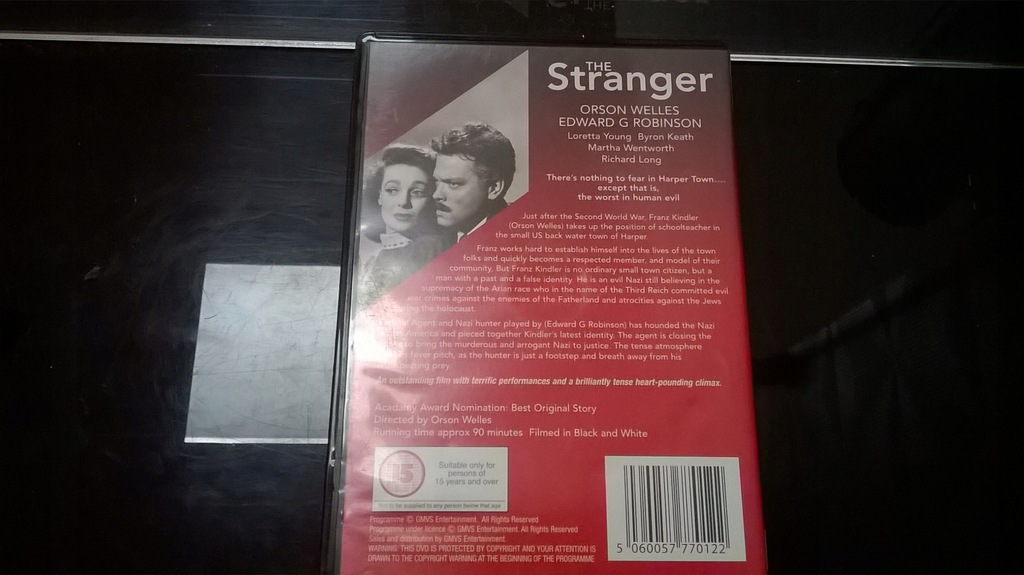 THE
THE
Stranger
ORSON WELLES
EDWARD G ROBINSON
Loretta Young Byron Keath
Martha Wentworth
Richard Long
There's nothing to fear in Harper Town....
except that is,
the worst in human evil
Just after the Second World War, Franz Kindler
(Orson Welles) takes up the position of schoolteacher in
the small US back water town of Harper.
Franz works hard to establish himself into the lives of the town
folks and quickly becomes a respected member, and model of their
community. But Franz Kindler is no ordinary small town citizen, but a
man with a past and a false identity. He is an evil Nazi still believing in the
supremacy of the Arian race who in the name of the Third Reich committed evil
war crimes against the enemies of the Fatherland and atrocities against the Jews
during the holocaust.
Agent and Nazi hunter played by (Edward G Robinson) has hounded the Nazi
America and pieced together Kindler's latest identity. The agent is closing the
to bring the murderous and arrogant Nazi to justice. The tense atmosphere
fever pitch, as the hunter is just a footstep and breath away from his
prey.
An outstanding film with terrific performances and a brilliantly tense heart-pounding climax.
Acadamy Award Nomination: Best Original Story
Directed by Orson Welles
Running time approx 90 minutes Filmed in Black and White
15
Suitable only for
persons of
15 years and over
Not to be supplied to any person below that age
Programme © GMVS Entertainment. All Rights Reserved
Programme under licence © GMVS Entertainment. All Rights Reserved
Sales and distribution by GMVS Entertainment.
WARNING: THIS DVD IS PROTECTED BY COPYRIGHT AND YOUR ATTENTION IS
DRAWN TO THE COPYRIGHT WARNING AT THE BEGINNING OF THE PROGRAMME
5 060057 770122